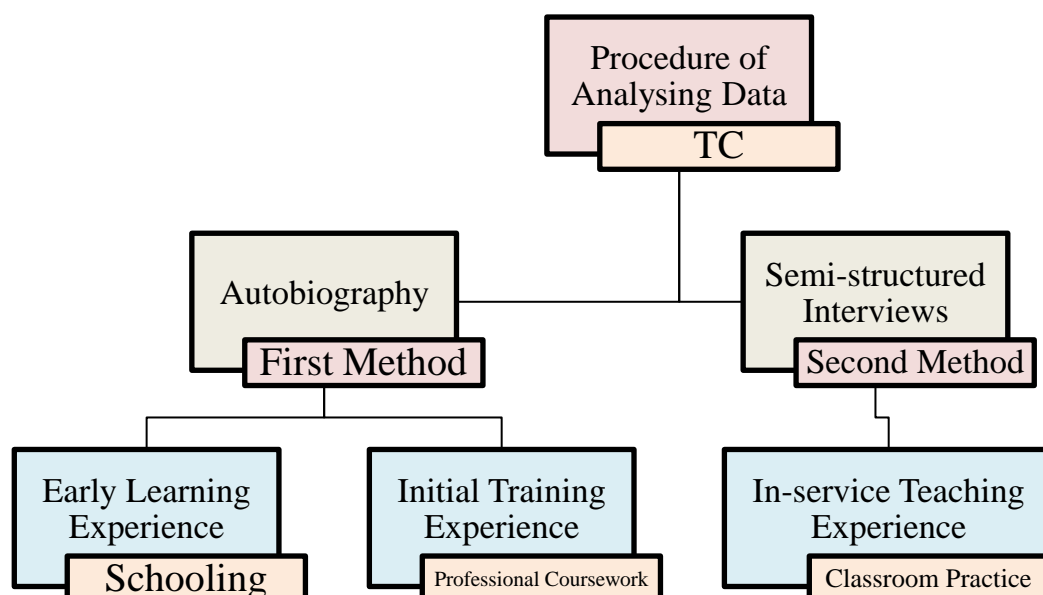 Procedure of
Analysing Data
TC
Autobiography
First Method
Semi-structured
Interviews
Second Method
Early Learning
Experience
Schooling
Initial Training
Experience
Professional Coursework
In-service Teaching
Experience
Classroom Practice